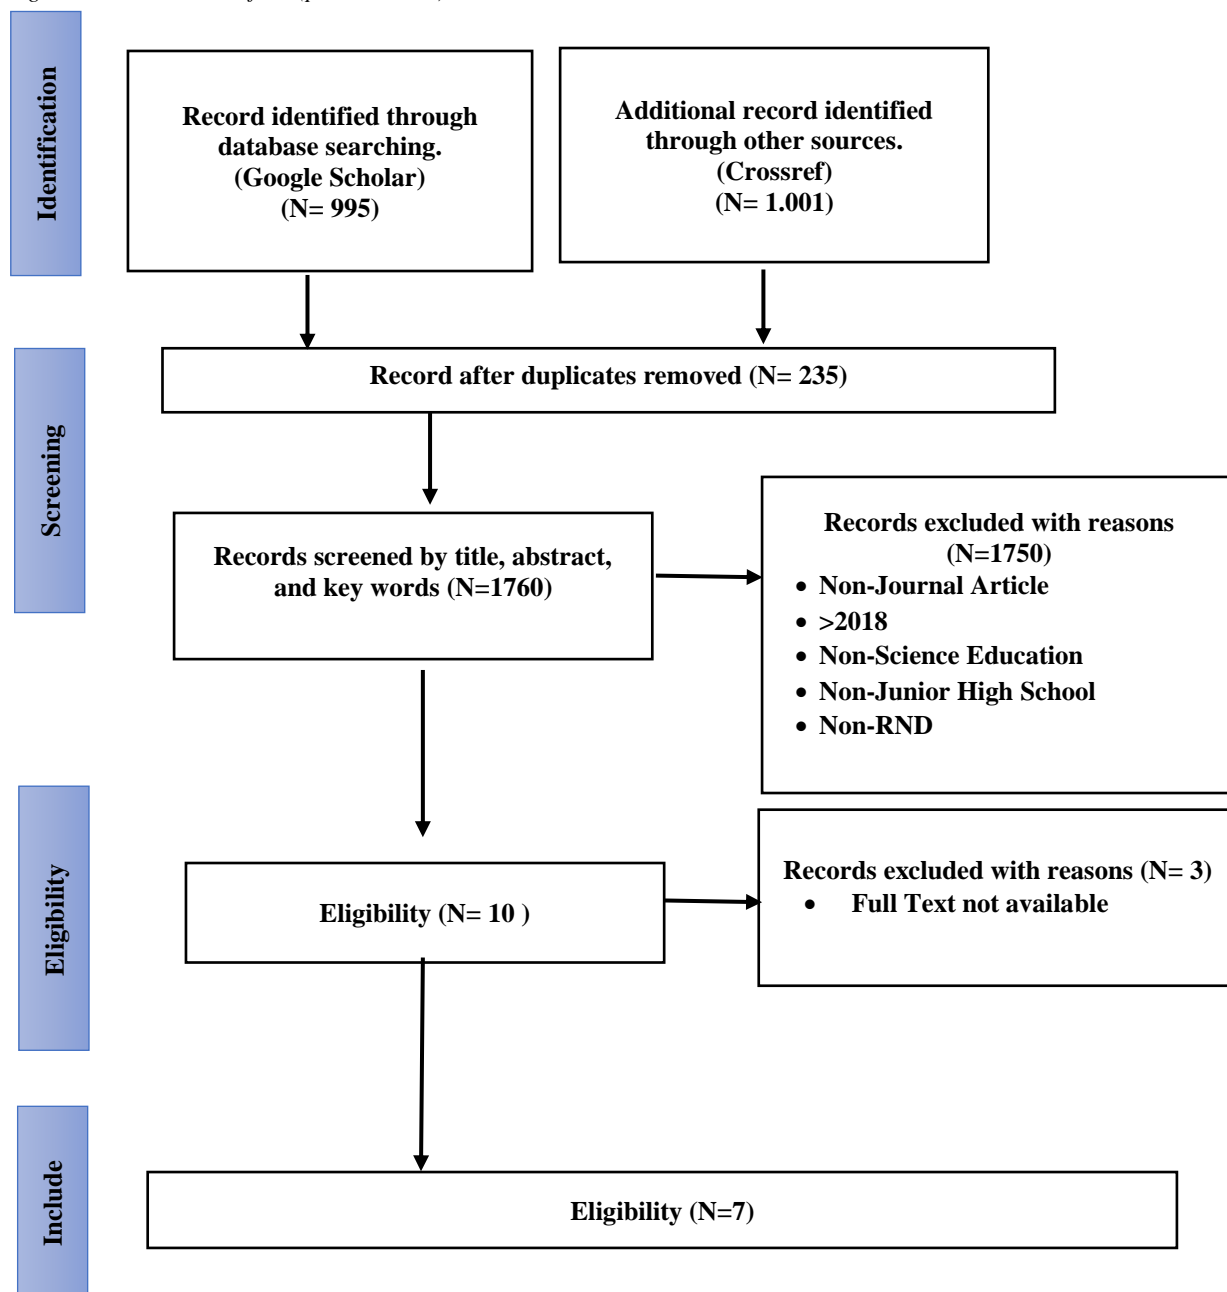 Identification
Record identified through
database searching.
(Google Scholar)
(N= 995)
Additional record identified
through other sources.
(Crossref)
(N= 1.001)
Screening
Record after duplicates removed (N= 235)
Records screened by title, abstract,
and key words (N=1760)
Records excluded with reasons
(N=1750)
• Non-Journal Article
• >2018
• Non-Science Education
• Non-Junior High School
• Non-RND
Eligibility
Eligibility (N= 10 )
Records excluded with reasons (N= 3)
• Full Text not available
Include
Eligibility (N=7)